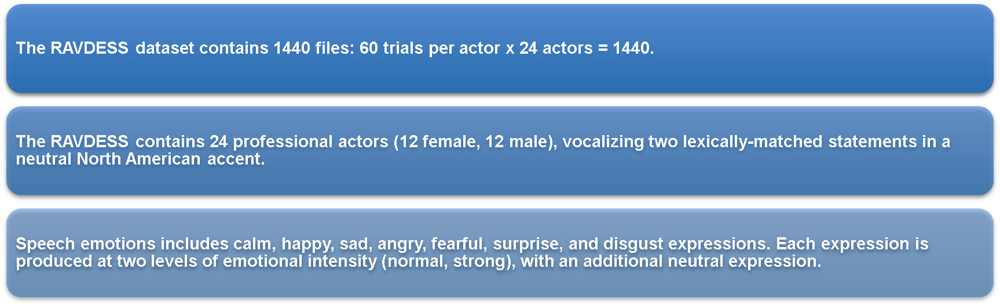 The RAVDESS dataset contains 1440 files: 60 trials per actor x 24 actors = 1440.
The RAVDESS contains 24 professional actors (12 female, 12 male), vocalizing two lexically-matched statements in a
neutral North American accent.
Speech emotions includes calm, happy, sad, angry, fearful, surprise, and disgust expressions. Each expression is
produced at two levels of emotional intensity (normal, strong), with an additional neutral expression.